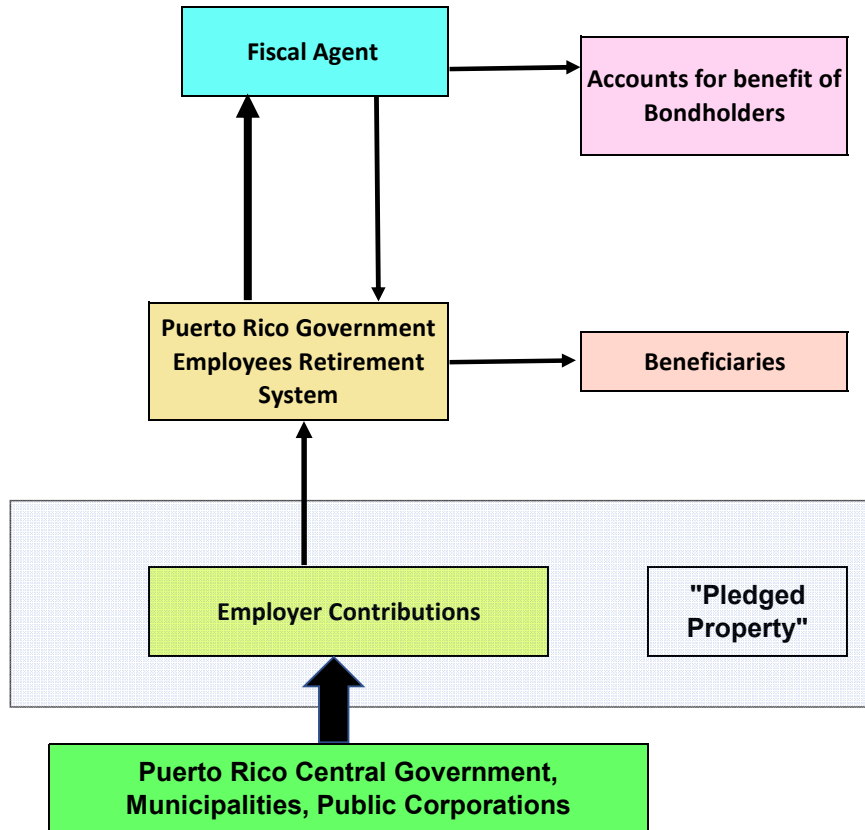 Fiscal Agent
Accounts for benefit of
Bondholders
Puerto Rico Government
Employees Retirement
System
Beneficiaries
Employer Contributions
"Pledged
Property"
Puerto Rico Central Government,
Municipalities, Public Corporations